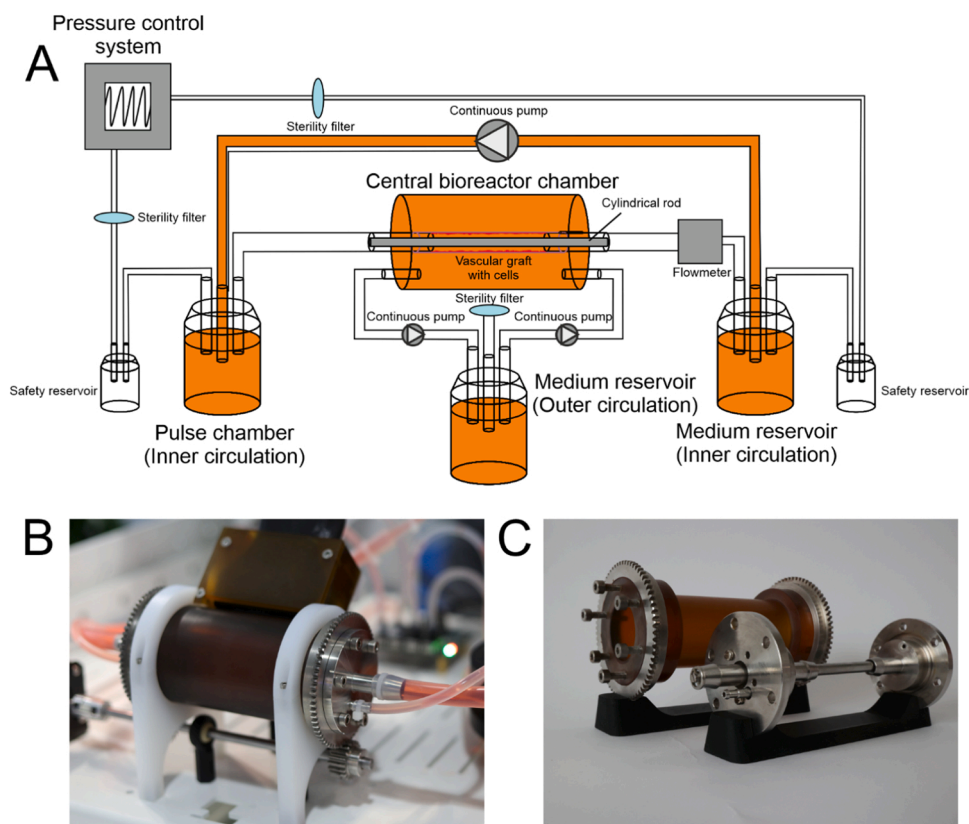 Pressure control
system
A
Sterility filter
Continuous pump
Central bioreactor chamber
Cylindrical rod
Sterility filter
Vascular graft
with cells
Flowmeter
Sterility filter
Continuous pump
Continuous pump
Safety reservoir
Medium reservoir
(Outer circulation)
Safety reservoir
Pulse chamber
(Inner circulation)
Medium reservoir
(Inner circulation)
B
C